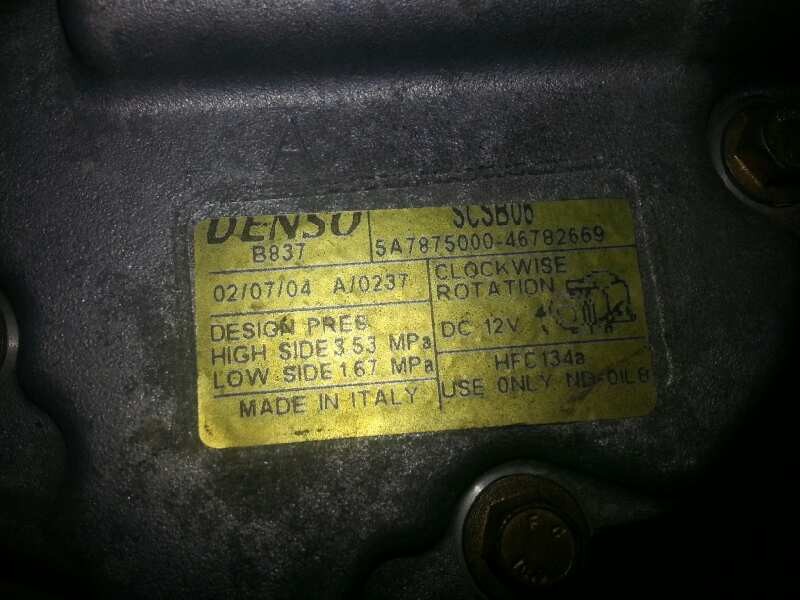 A
DENSO
SCSB06
B837
5A7875000-46782669
02/07/04 A/0237
CLOCKWISE
ROTATION
DC 12V
DESIGN PRES
HIGH SIDE 3.53 MPa
LOW SIDE 1.67 MPa
HFC134a
USE ONLY ND-OIL8
MADE IN ITALY